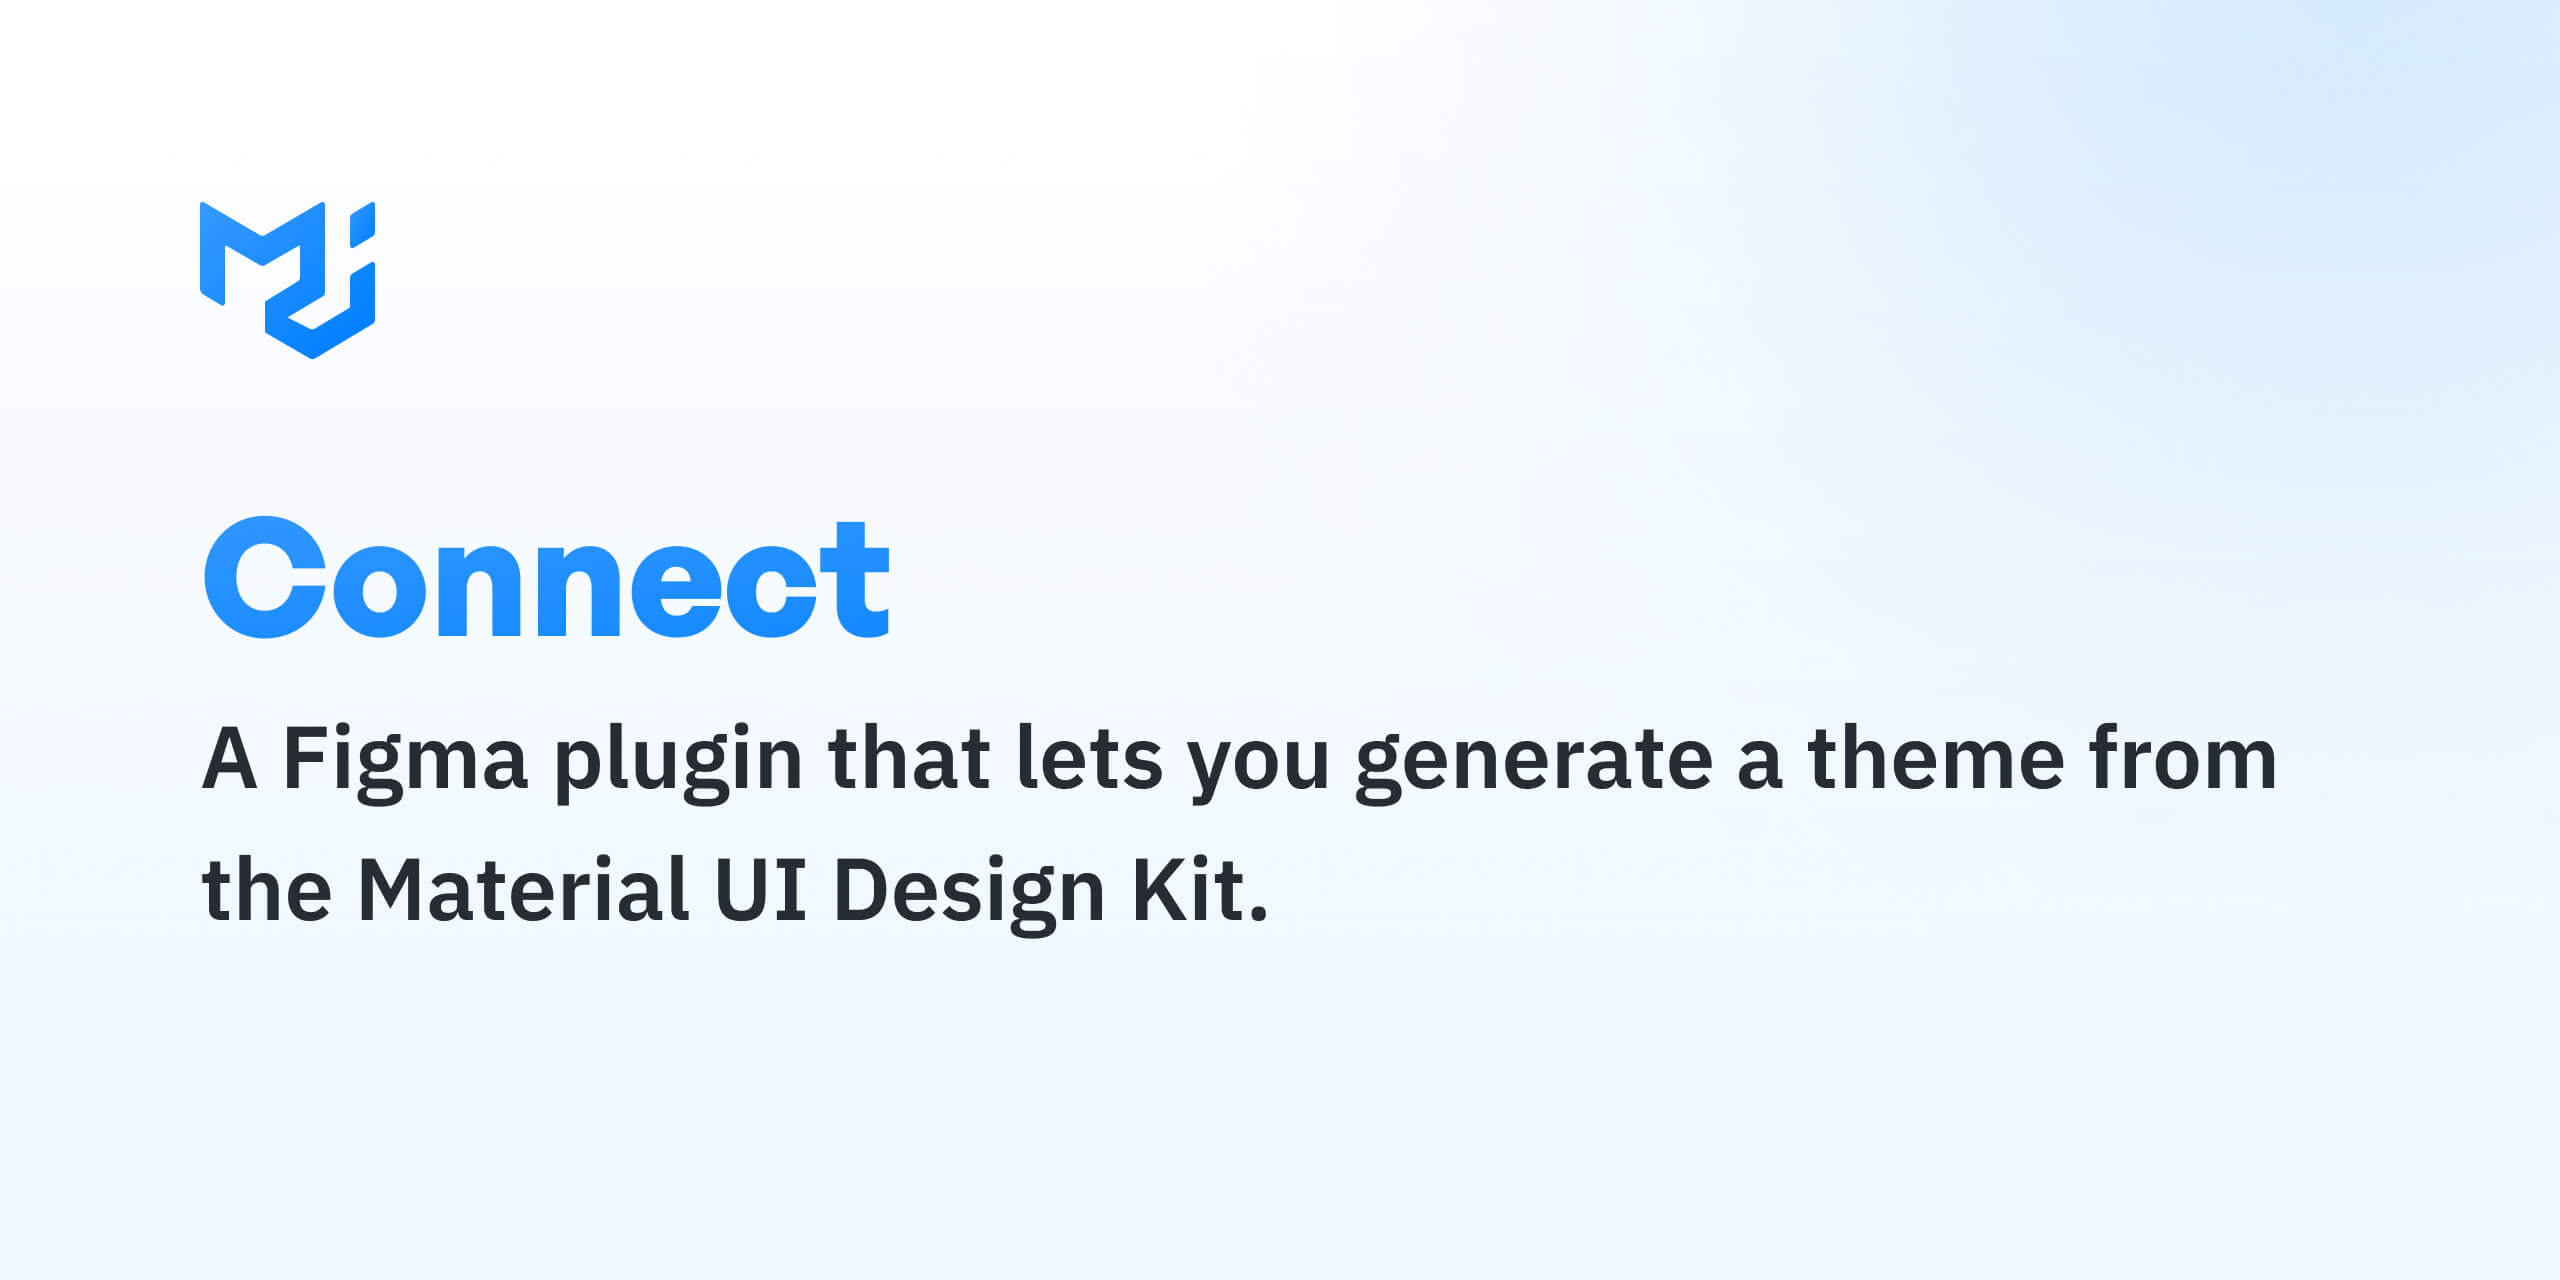 Connect
A Figma plugin that lets you generate a theme from
the Material UI Design Kit.